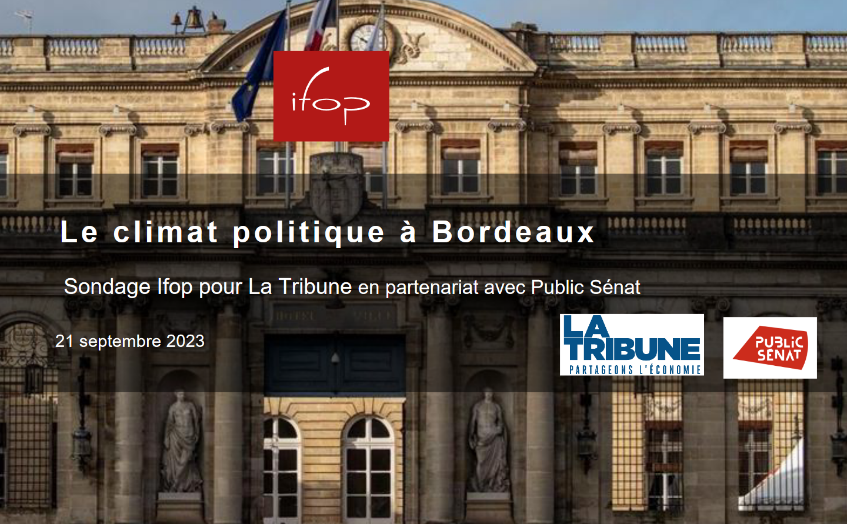 ifop
Le climat politique à Bordeaux
Sondage Ifop pour La Tribune en partenariat avec Public Sénat
21 septembre 2023
LA
TRIBUNE
PARTAGEONS L'ÉCONOMIE
PUBLIC
SÉNAT